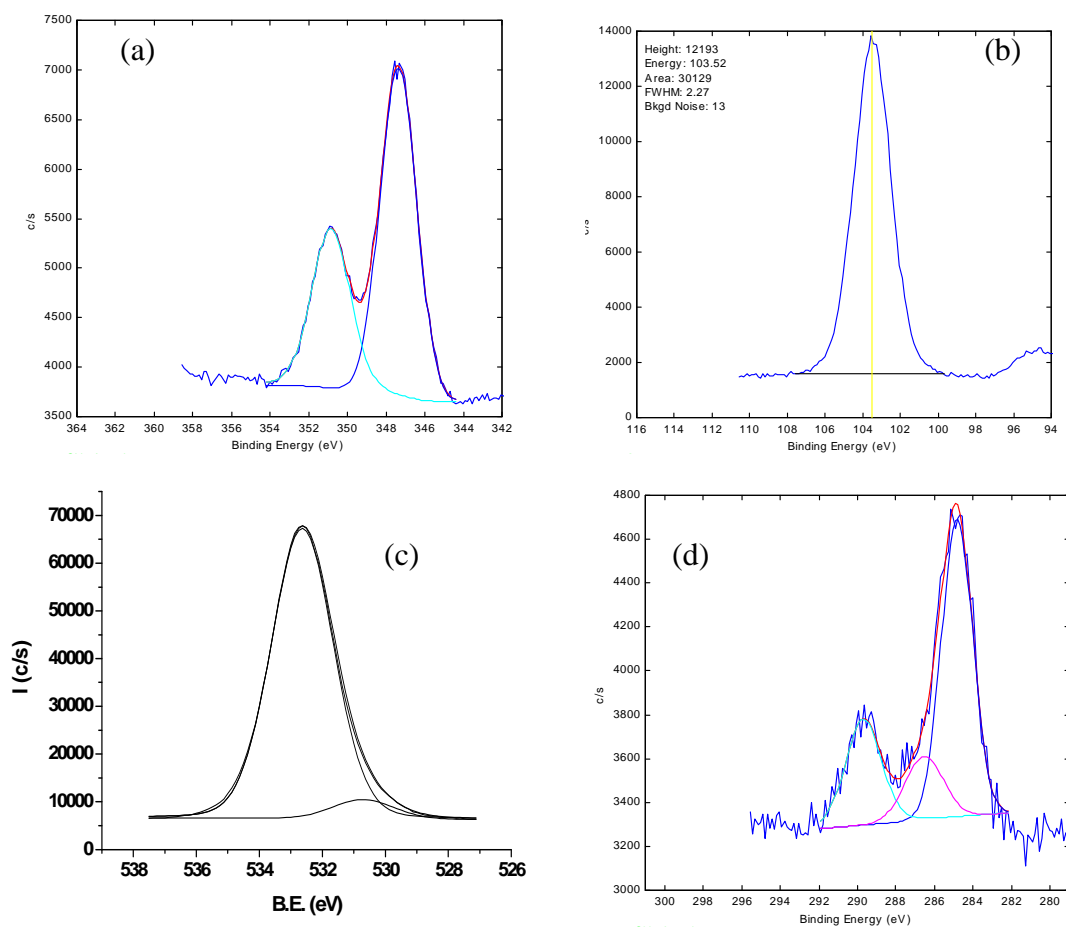 (a)
7500
7000
6500
6000
5500
5000
4500
4000
3500
c/s
364 362 360 358 356 354 352 350 348 346 344 342
Binding Energy (eV)
(b)
Height: 12193
Energy: 103.52
Area: 30129
FWHM: 2.27
Bkgd Noise: 13
14000
12000
10000
8000
6000
4000
2000
0
116 114 112 110 108 106 104 102 100 98 96 94
Binding Energy (eV)
(c)
70000
60000
50000
40000
30000
20000
10000
0
I (c/s)
538 536 534 532 530 528 526
B.E. (eV)
(d)
4800
4600
4400
4200
4000
3800
3600
3400
3200
3000
c/s
300 298 296 294 292 290 288 286 284 282 280
Binding Energy (eV)